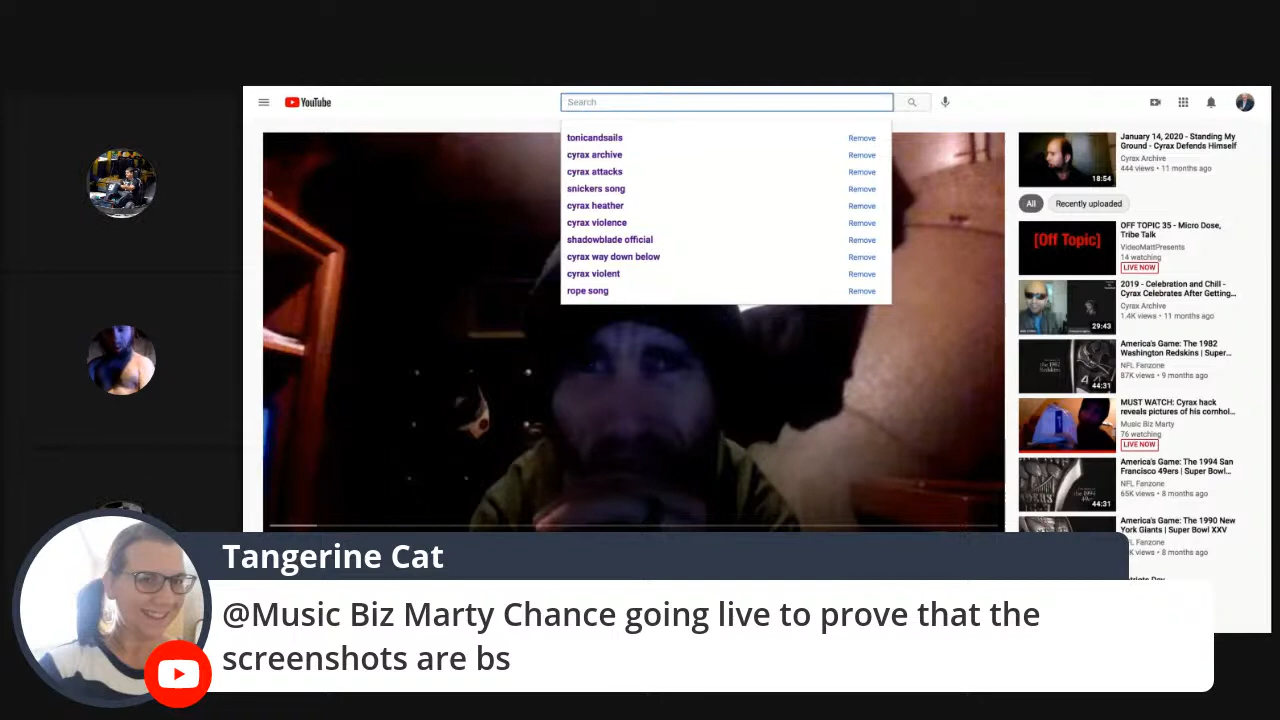 YouTube
Search
tonicandsails Remove
cyrax archive Remove
cyrax attacks Remove
snickers song Remove
cyrax heather Remove
cyrax violence Remove
shadowblade official Remove
cyrax way down below Remove
cyrax violent Remove
rope song Remove
18:54
January 14, 2020 - Standing My
Ground - Cyrax Defends Himself
Cyrax Archive
444 views • 11 months ago
All Recently uploaded
[Off Topic]
OFF TOPIC 35 - Micro Dose,
Tribe Talk
VideoMattPresents
14 watching
LIVE NOW
29:43
2019 - Celebration and Chill -
Cyrax Celebrates After Getting...
Cyrax Archive
1.4K views • 11 months ago
44:31
America's Game: The 1982
Washington Redskins | Super...
NFL Fanzone
87K views • 9 months ago
MUST WATCH: Cyrax hack
reveals pictures of his cornhol...
Music Biz Marty
76 watching
LIVE NOW
44:31
America's Game: The 1994 San
Francisco 49ers | Super Bowl...
NFL Fanzone
65K views • 8 months ago
America's Game: The 1990 New
York Giants | Super Bowl XXV
views • 8 months ago
Tangerine Cat
@Music Biz Marty Chance going live to prove that the
screenshots are bs